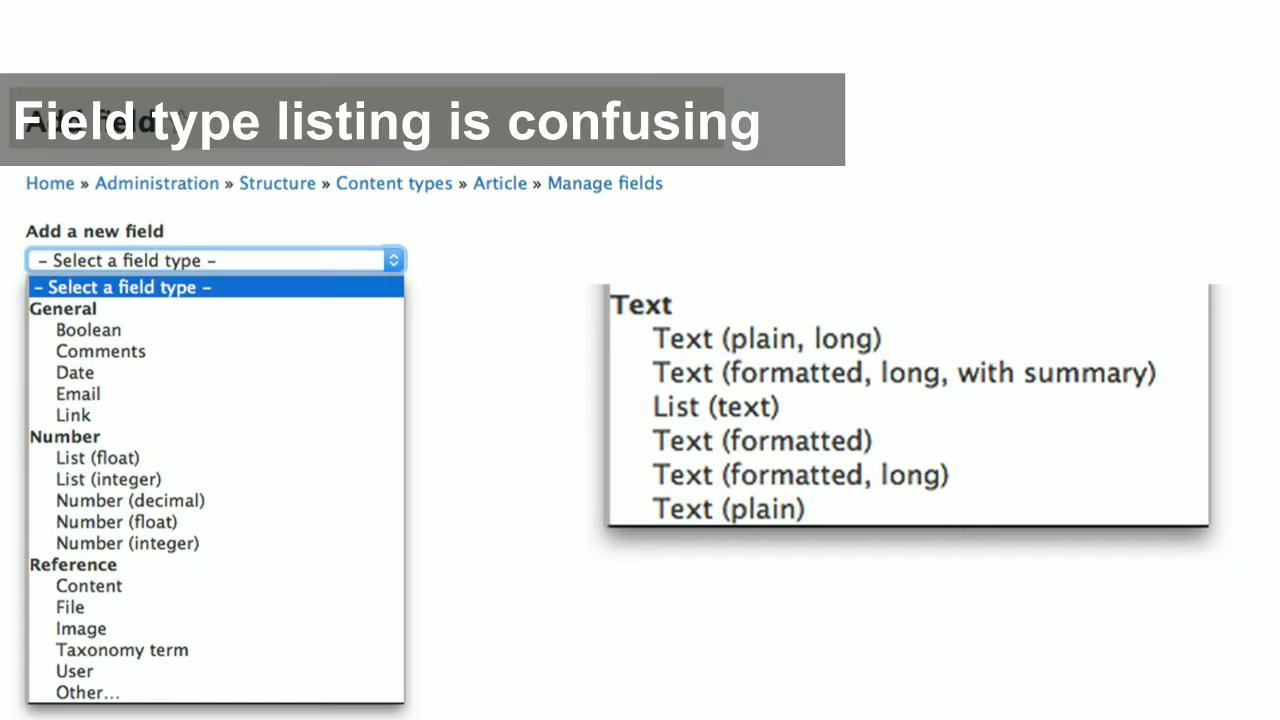 Field type listing is confusing
Add field
Home » Administration » Structure » Content types » Article » Manage fields
Add a new field
– Select a field type –
– Select a field type –
General
Boolean
Comments
Date
Email
Link
Number
List (float)
List (integer)
Number (decimal)
Number (float)
Number (integer)
Reference
Content
File
Image
Taxonomy term
User
Other...
Text
Text (plain, long)
Text (formatted, long, with summary)
List (text)
Text (formatted)
Text (formatted, long)
Text (plain)